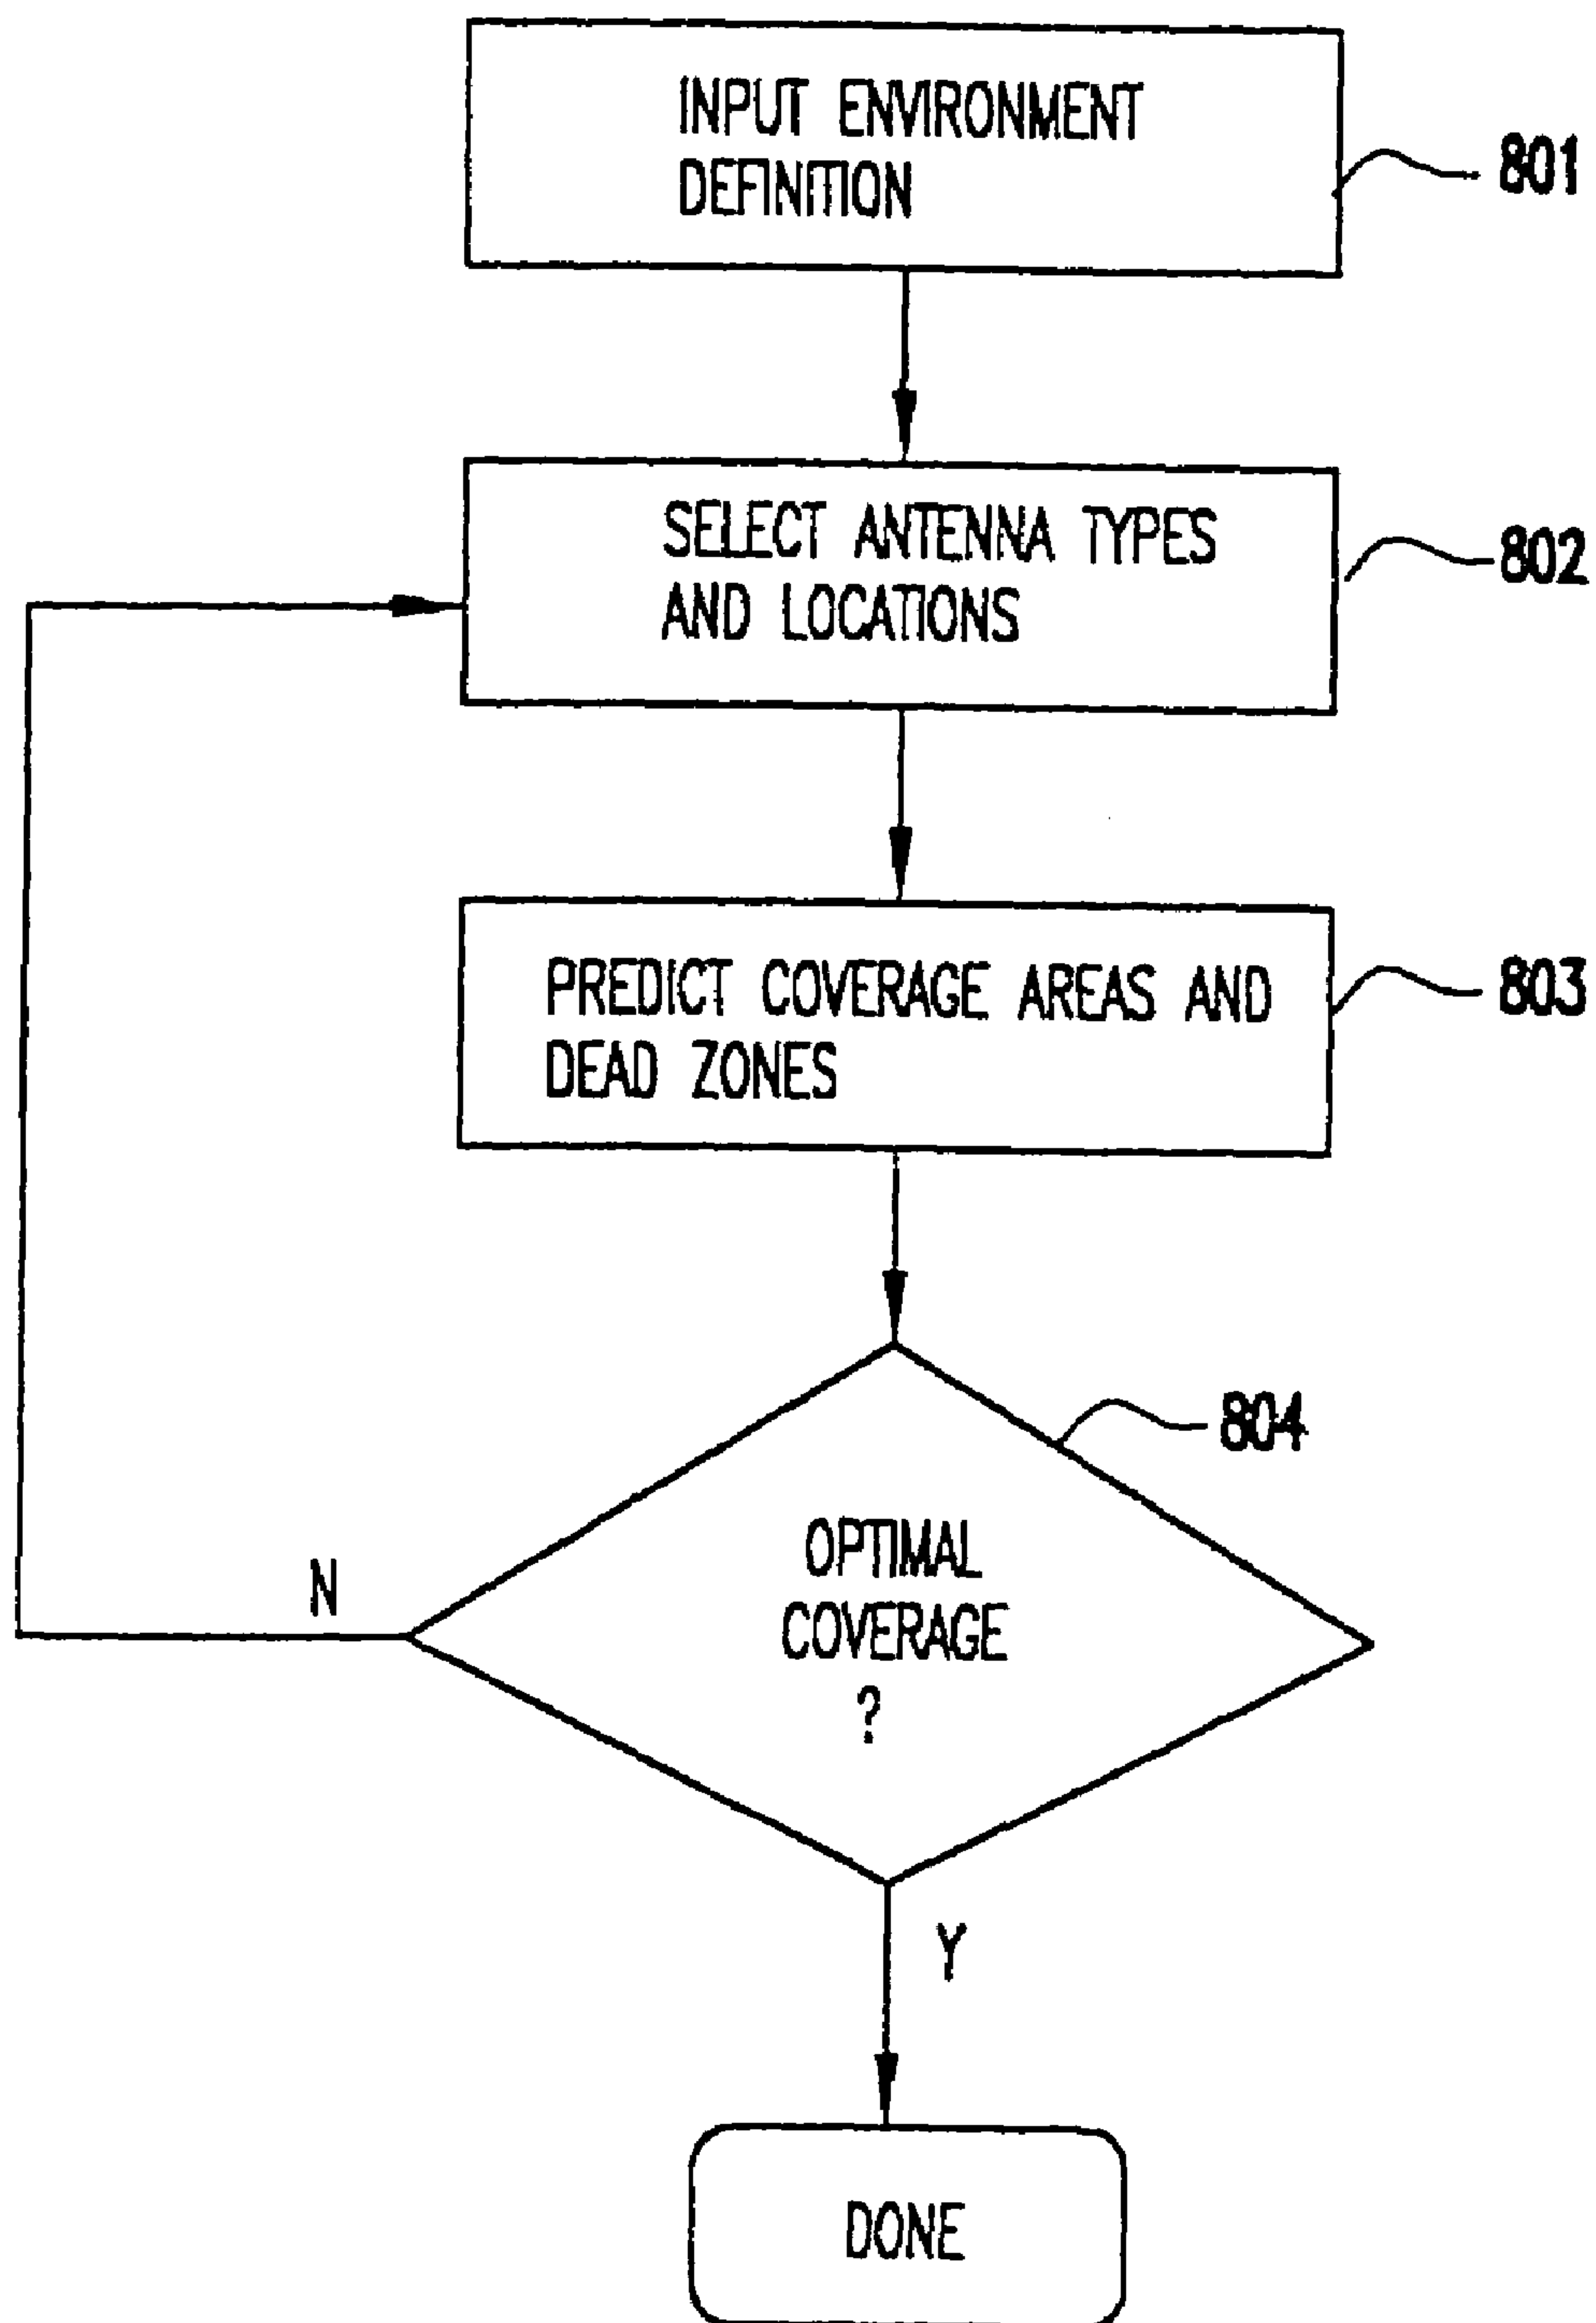 INPUT ENVIRONMENT
DEFINITION
801
SELECT ANTENNA TYPES
AND LOCATIONS
802
PREDICT COVERAGE AREAS AND
DEAD ZONES
803
804
OPTIMAL
COVERAGE
?
N
Y
DONE